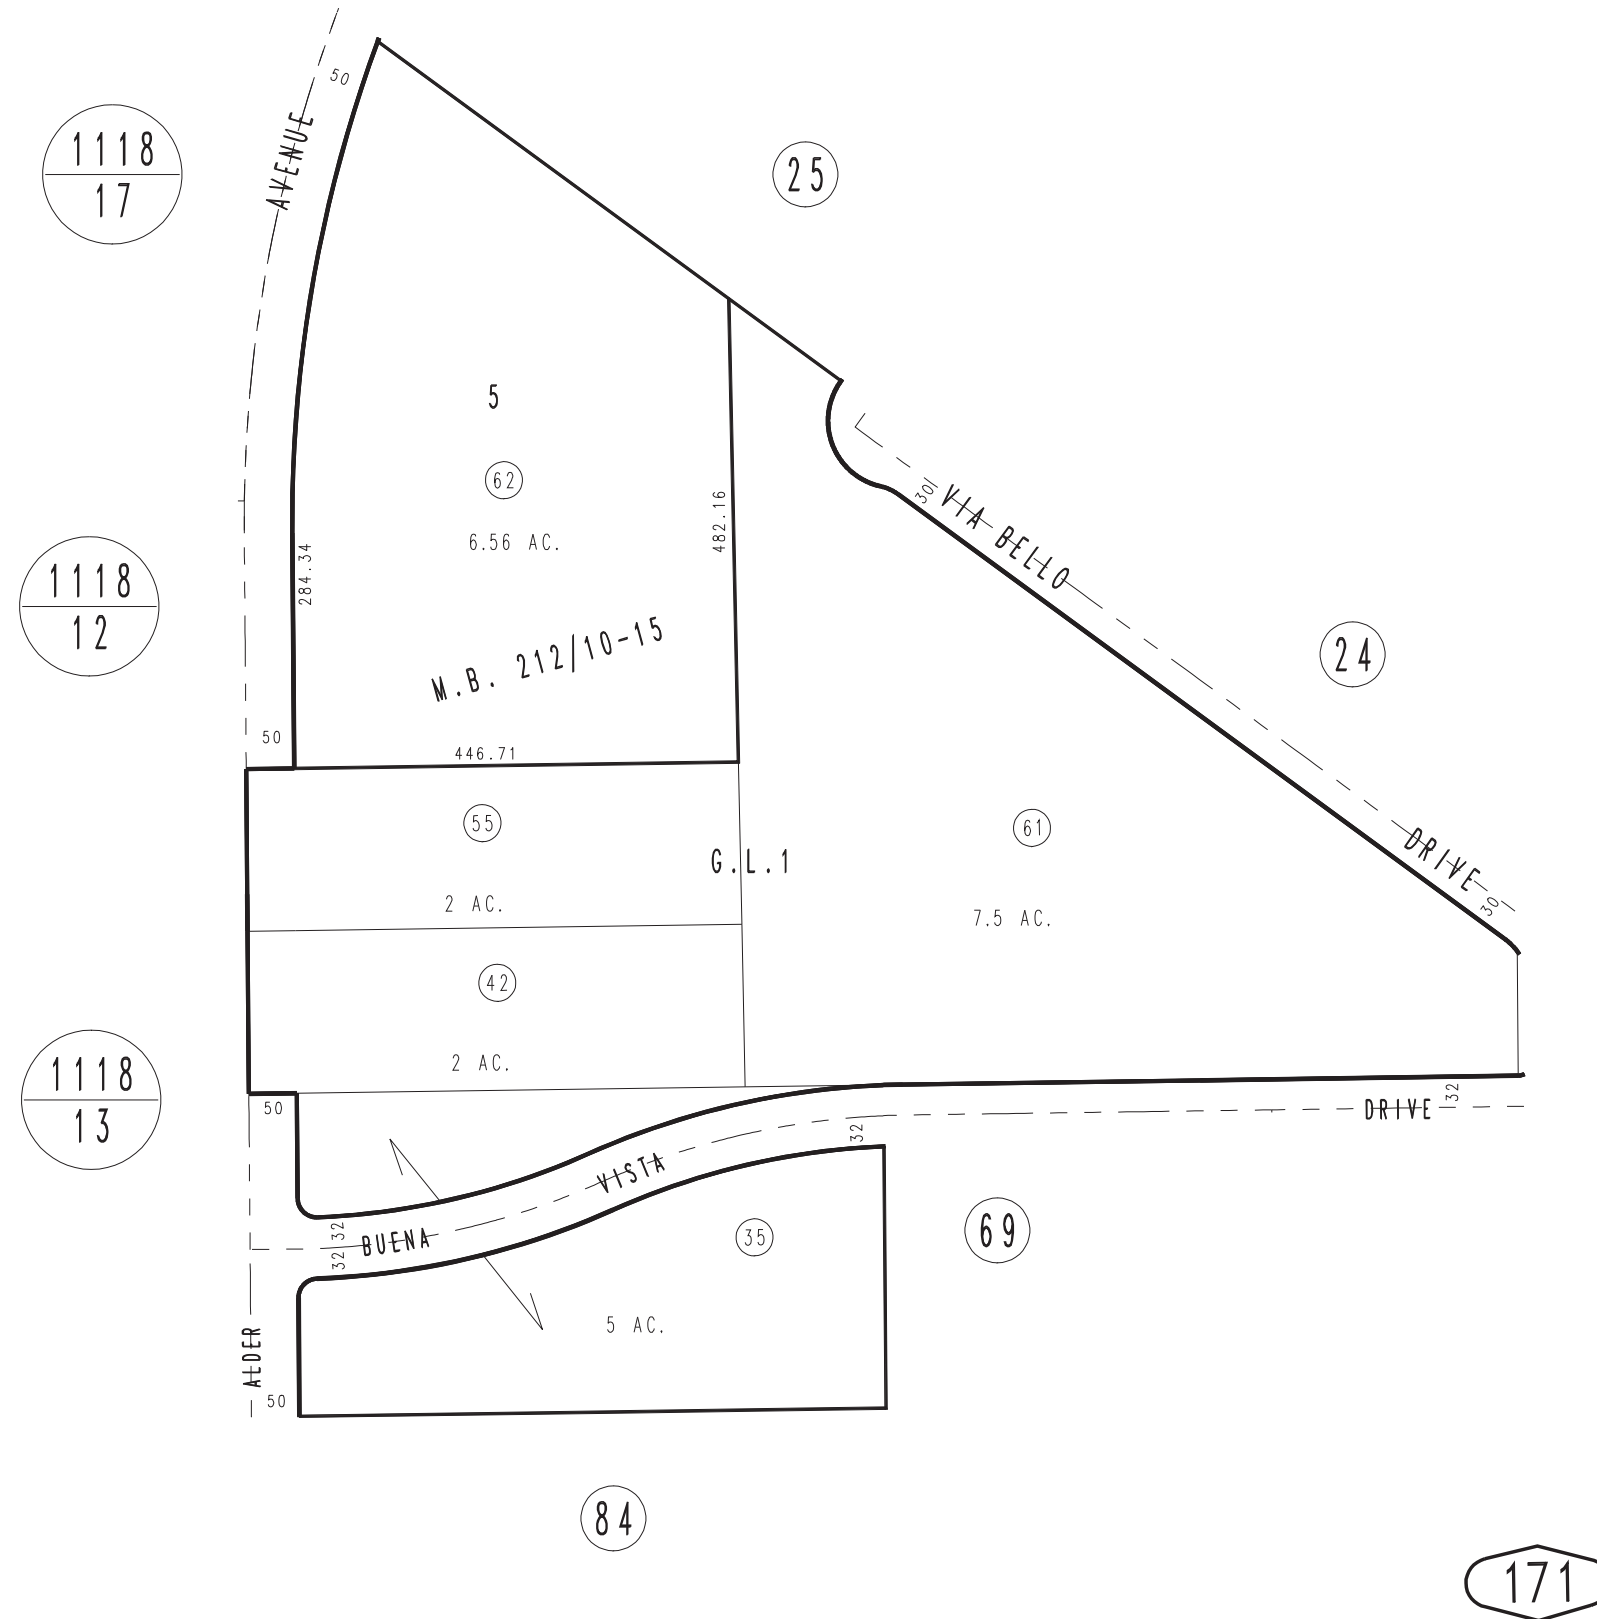 50
AVENUE
1118
17
25
5
62
6.56 AC.
284.34
482.16
M.B. 212/10-15
446.71
50
30
VIA BELLO
DRIVE
30
24
1118
12
55
2 AC.
G.L.1
61
7.5 AC.
42
2 AC.
1118
13
50
32
DRIVE
32
VISTA
32
32
BUENA
35
69
5 AC.
ALDER
50
84
171